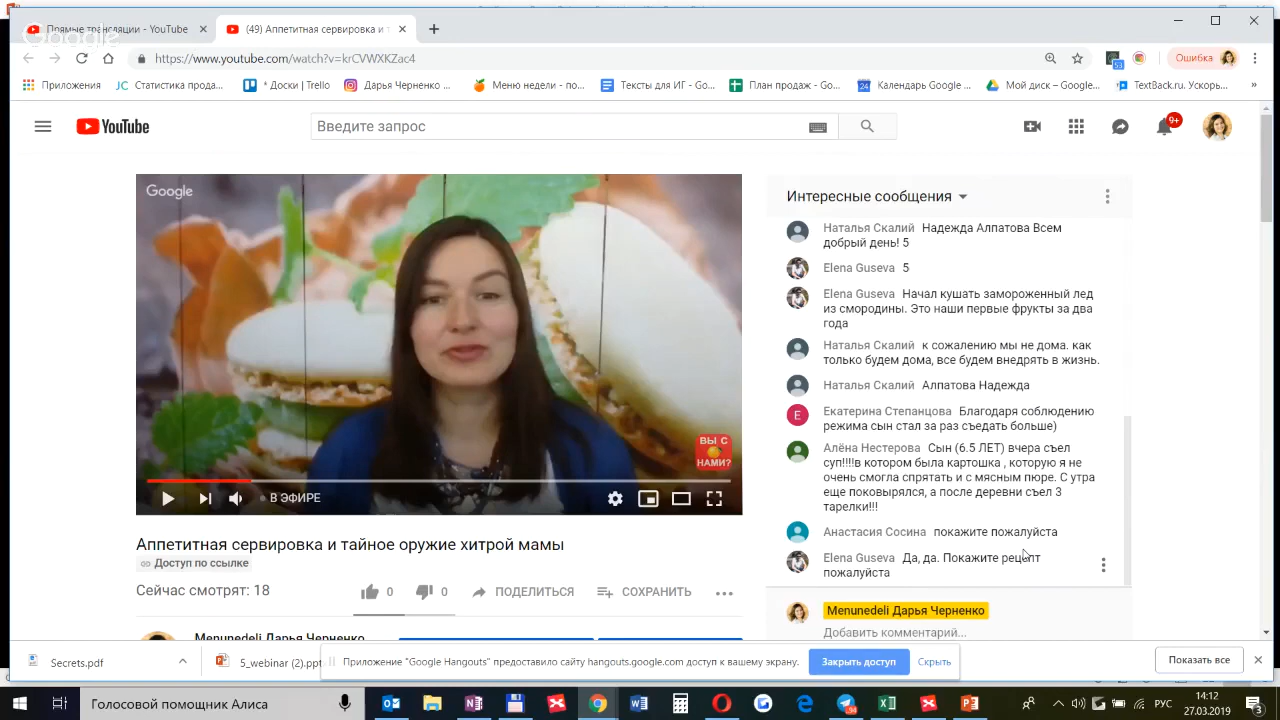 Прямые трансляции - YouTube
(49) Аппетитная сервировка и т
Google
https://www.youtube.com/watch?v=krCVWXKZac4
51
Ошибка
Приложения
JC Статистика прода...
* Доски | Trello
Дарья Черненко ...
Меню недели - по...
Тексты для ИГ - Go...
План продаж - Goo...
24 Календарь Google ...
Мой диск – Google...
TextBack.ru. Ускорь...
»
YouTube
Введите запрос
9+
Google
ВЫ С
НАМИ?
В ЭФИРЕ
Интересные сообщения
Наталья Скалий Надежда Алпатова Всем
добрый день! 5
Elena Guseva 5
Elena Guseva Начал кушать замороженный лед
из смородины. Это наши первые фрукты за два
года
Наталья Скалий к сожалению мы не дома. как
только будем дома, все будем внедрять в жизнь.
Наталья Скалий Алпатова Надежда
E
Екатерина Степанцова Благодаря соблюдению
режима сын стал за раз съедать больше)
Алёна Нестерова Сын (6.5 ЛЕТ) вчера съел
суп!!!!в котором была картошка , которую я не
очень смогла спрятать и с мясным пюре. С утра
еще поковырялся, а после деревни съел 3
тарелки!!!
Анастасия Сосина покажите пожалуйста
Elena Guseva Да, да. Покажите рецепт
пожалуйста
Menunedeli Дарья Черненко
Добавить комментарий...
Аппетитная сервировка и тайное оружие хитрой мамы
Доступ по ссылке
Сейчас смотрят: 18
0
0
ПОДЕЛИТЬСЯ
СОХРАНИТЬ
Menunedeli Дарья Черненко
Secrets.pdf
5_webinar (2).ppt
Приложение "Google Hangouts" предоставило сайту hangouts.google.com доступ к вашему экрану.
Закрыть доступ
Скрыть
Показать все
Голосовой помощник Алиса
РУС
14:12
27.03.2019
3